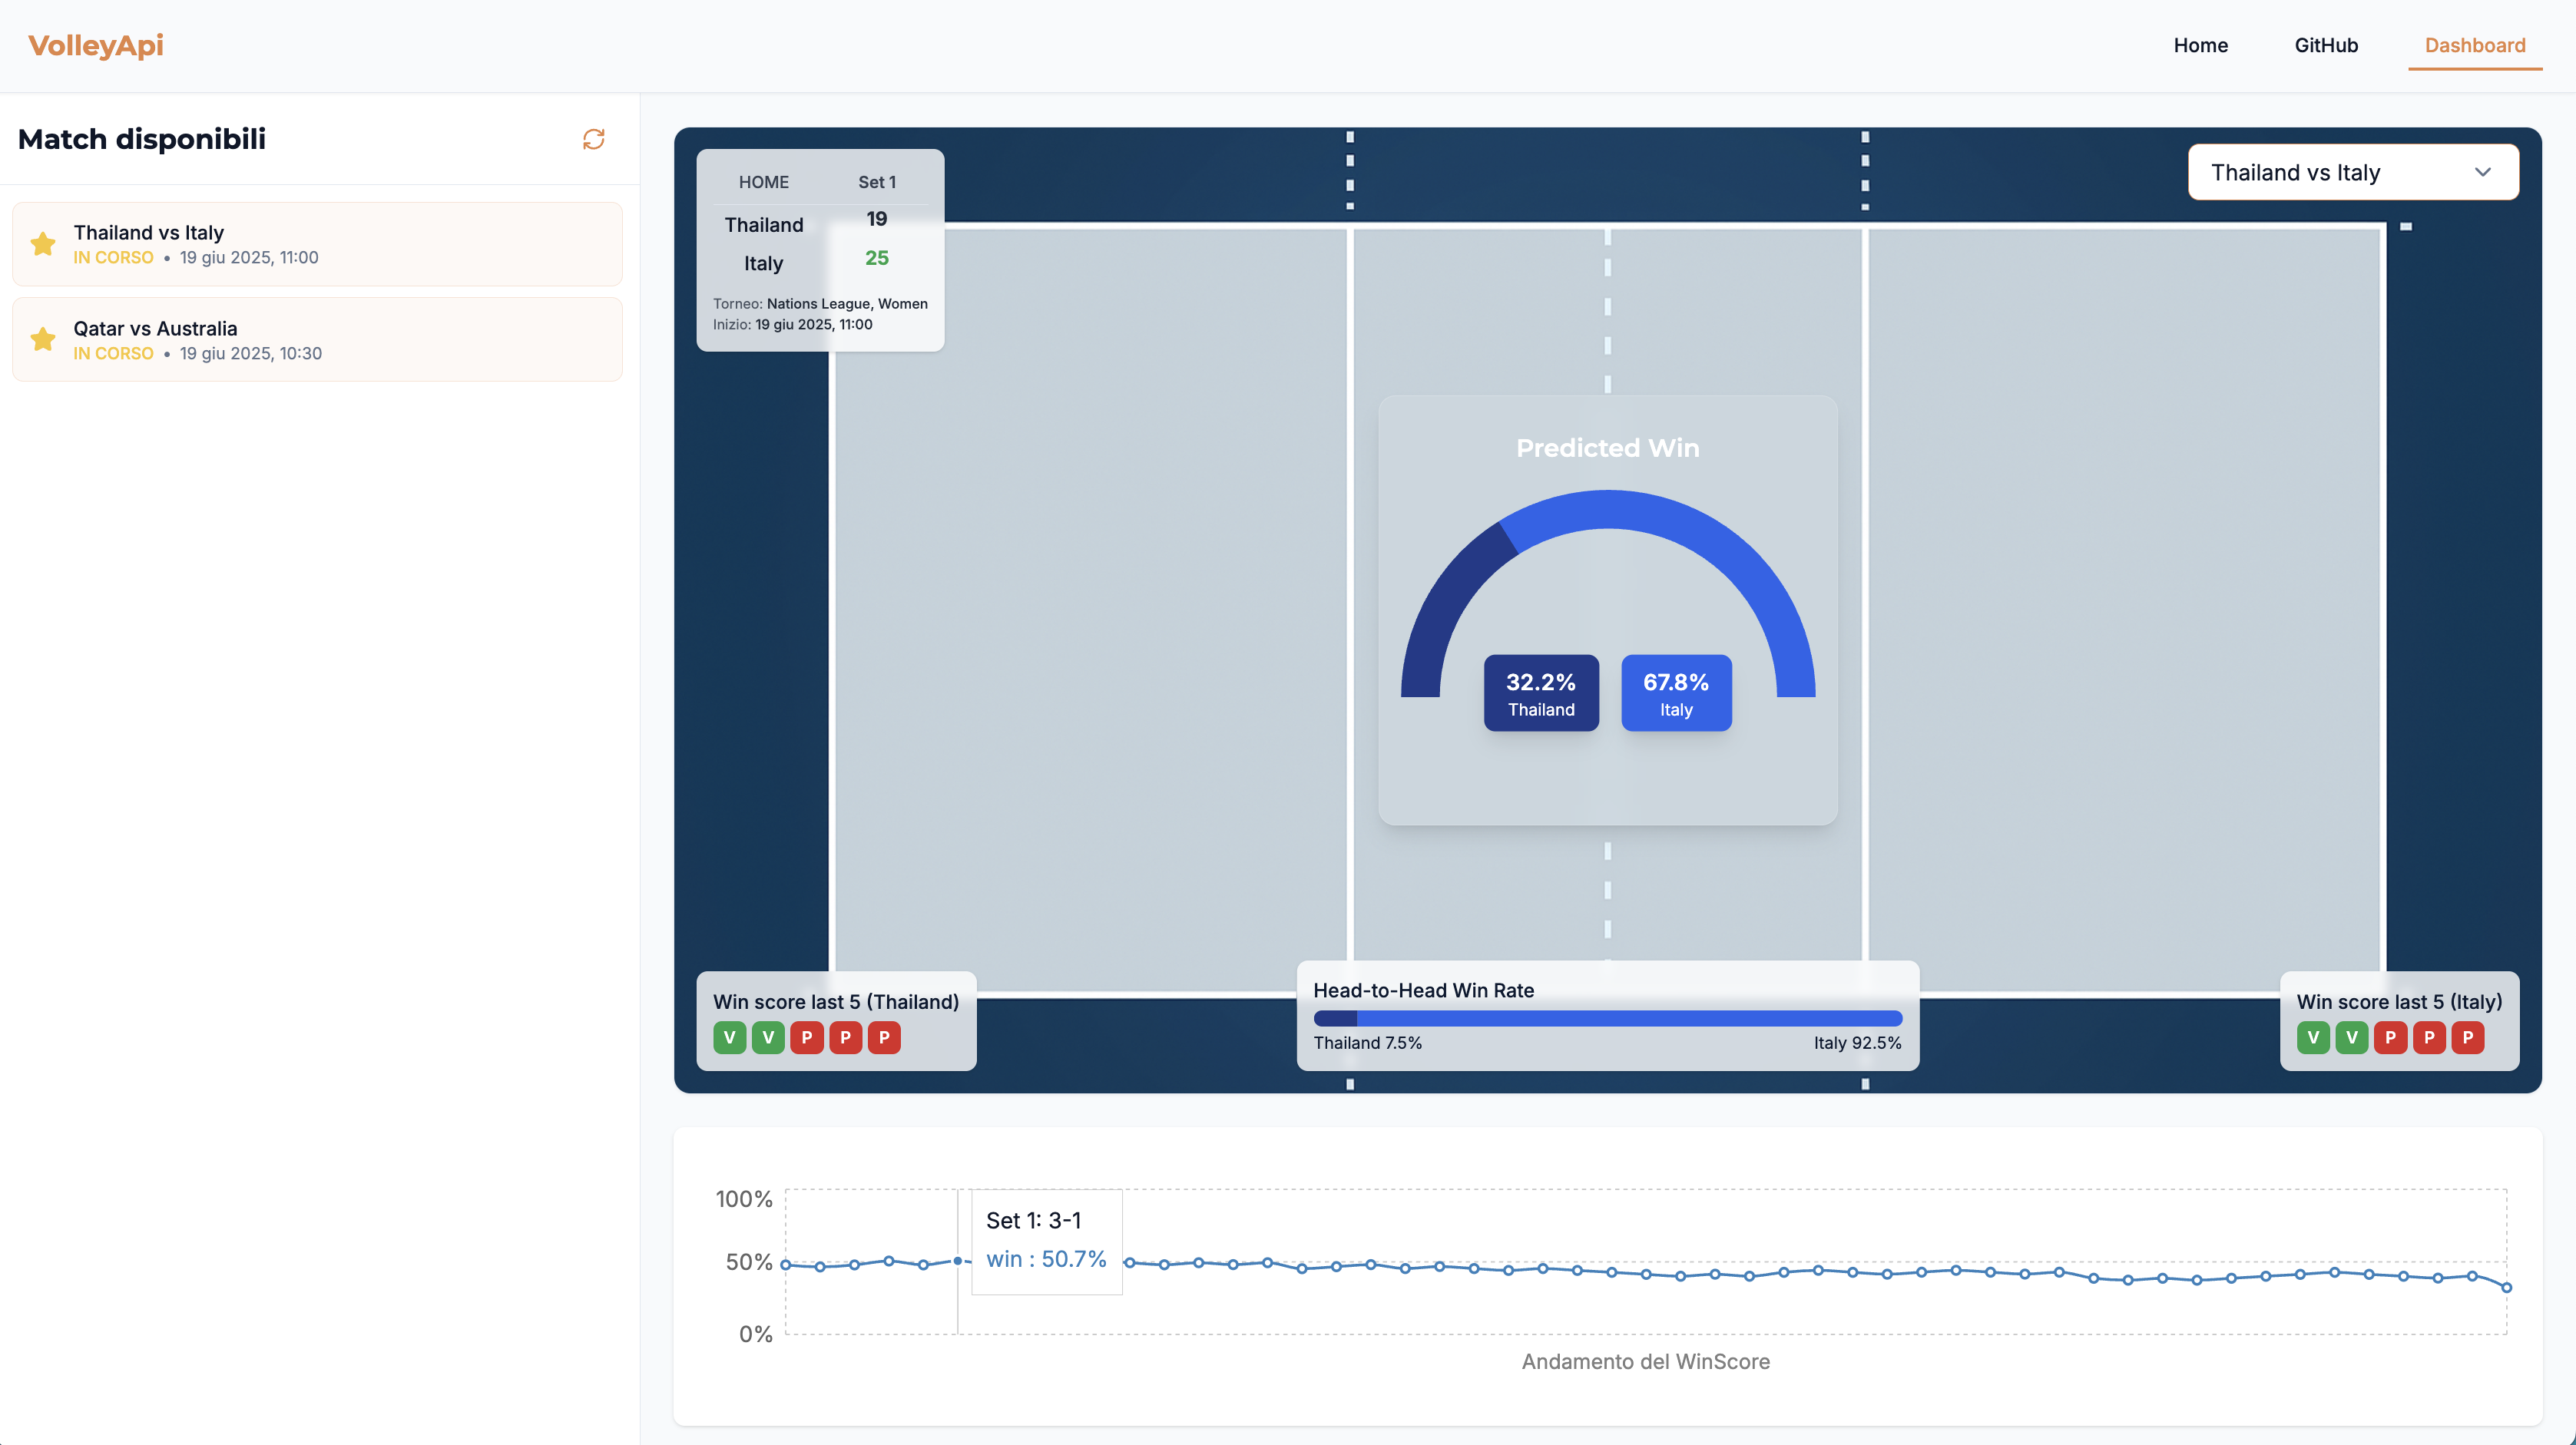 VolleyApi
Home GitHub Dashboard
Match disponibili
Thailand vs Italy
IN CORSO • 19 giu 2025, 11:00
Qatar vs Australia
IN CORSO • 19 giu 2025, 10:30
HOME Set 1
Thailand 19
Italy 25
Torneo: Nations League, Women
Inizio: 19 giu 2025, 11:00
Thailand vs Italy
Predicted Win
32.2% 67.8%
Thailand Italy
Win score last 5 (Thailand)
V V P P P
Head-to-Head Win Rate
Thailand 7.5% Italy 92.5%
Win score last 5 (Italy)
V V P P P
100%
50%
0%
Set 1: 3-1
win : 50.7%
Andamento del WinScore